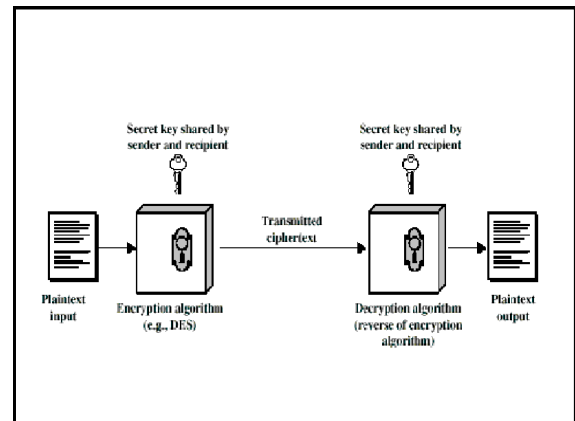 Secret key shared by
sender and recipient
Secret key shared by
sender and recipient
Transmitted
ciphertext
Plaintext
input
Encryption algorithm
(e.g., DES)
Decryption algorithm
(reverse of encryption
algorithm)
Plaintext
output